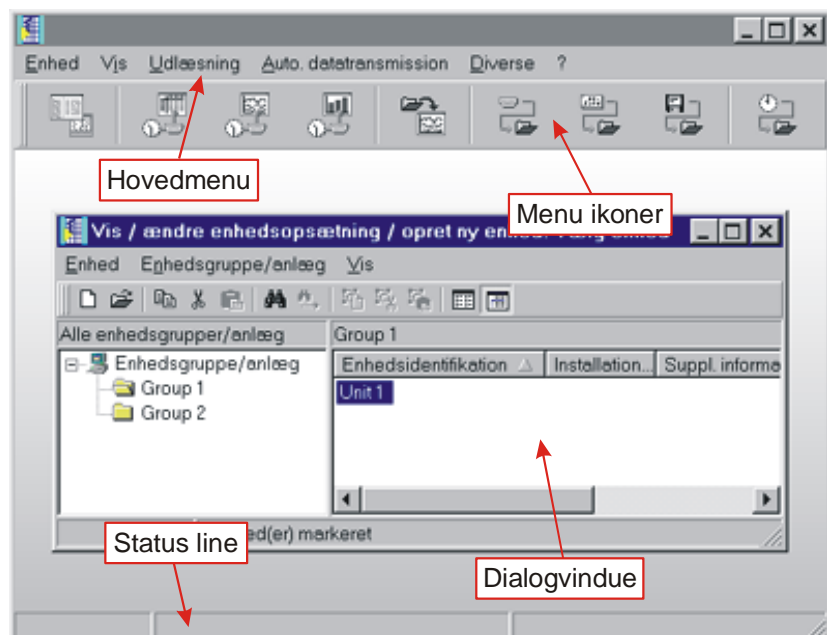 Enhed Vis Udlæsning Auto. datatransmission Diverse ?
Hovedmenu
Menu ikoner
Vis / ændre enhedsopsætning / opret ny
Enhed Enhedsgruppe/anlæg Vis
Alle enhedsgrupper/anlæg Group 1
Enhedsgruppe/anlæg Enhedsidentifikation Installation... Suppl. informa
Group 1 Unit 1
Group 2
markeret
Status line
Dialogvindue